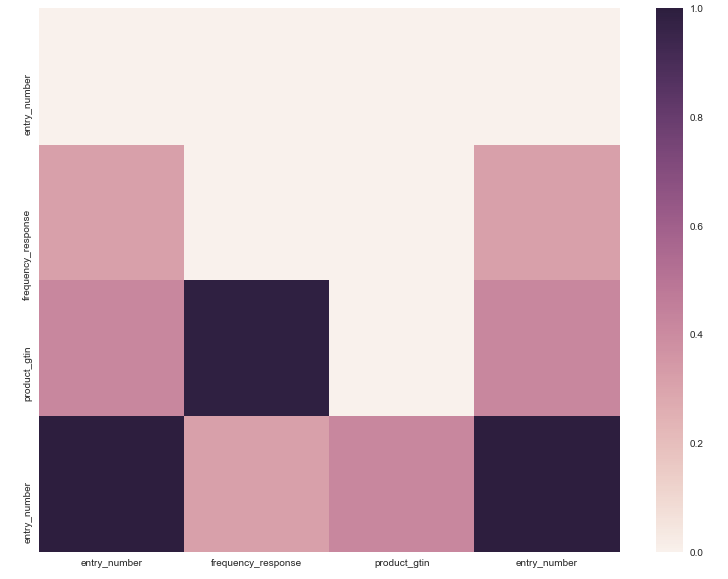 entry_number
frequency_response
product_gtin
entry_number
entry_number
frequency_response
product_gtin
entry_number
1.0
0.8
0.6
0.4
0.2
0.0